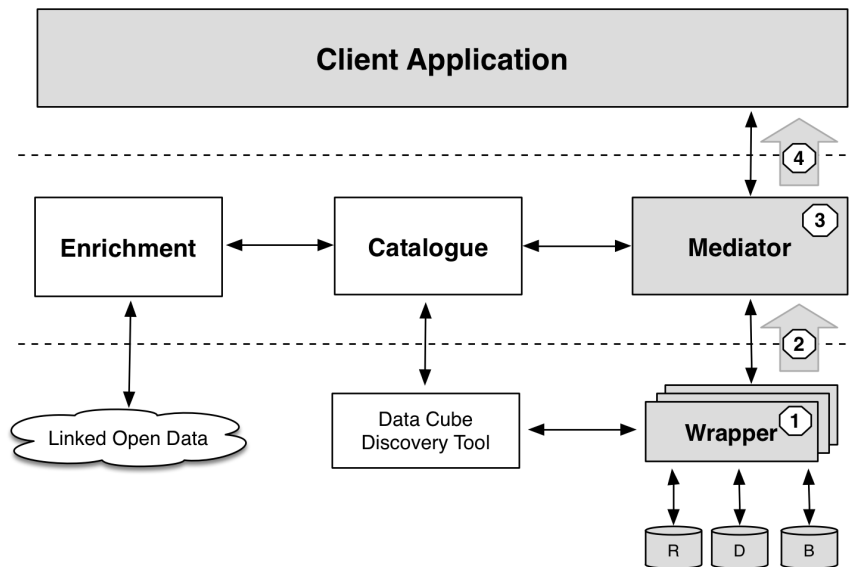 Client Application
4
3
Enrichment
Catalogue
Mediator
2
Linked Open Data
Data Cube
Discovery Tool
1
Wrapper
R
D
B